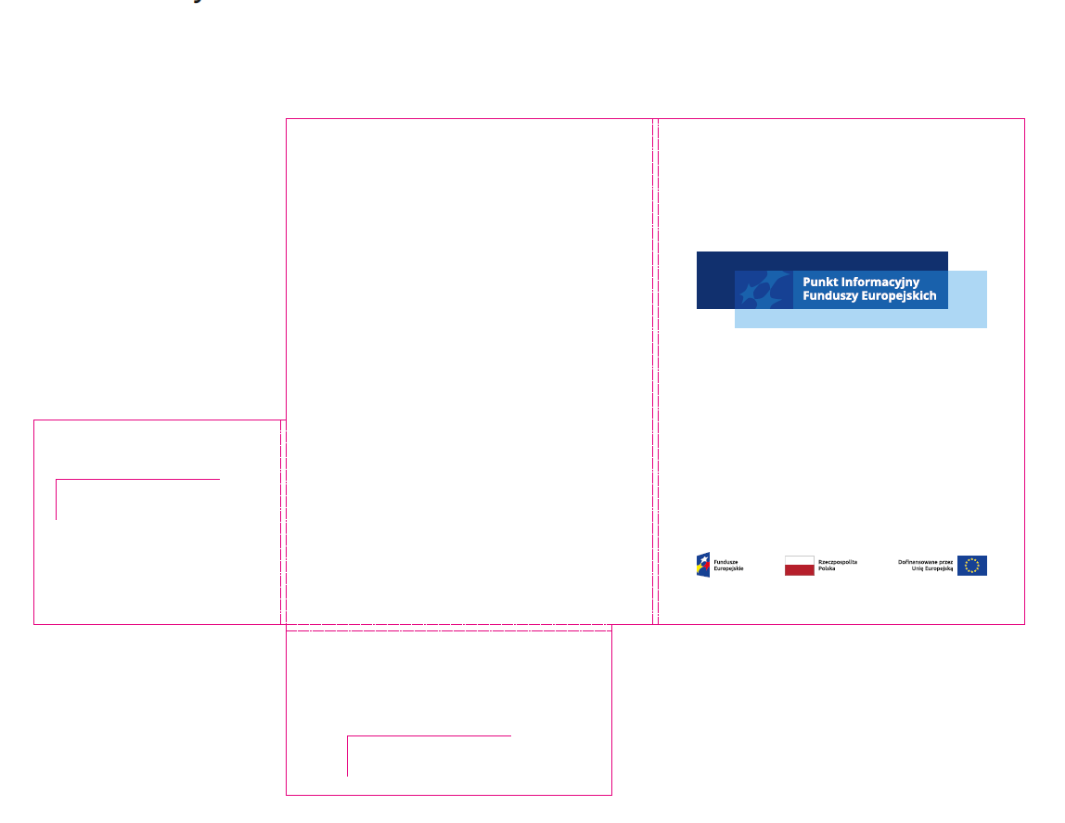 Punkt Informacyjny
Funduszy Europejskich
Fundusze
Europejskie
Rzeczpospolita
Polska
Dofinansowane przez
Unię Europejską